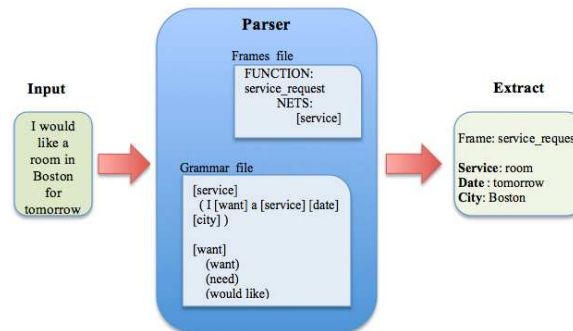 Parser
Frames file
FUNCTION:
service_request
NETS:
[service]
Input
I would
like a
room in
Boston
for
tomorrow
Grammar file
[service]
( I [want] a [service] [date]
[city] )
[want]
(want)
(need)
(would like)
Extract
Frame: service_reques
Service: room
Date : tomorrow
City: Boston